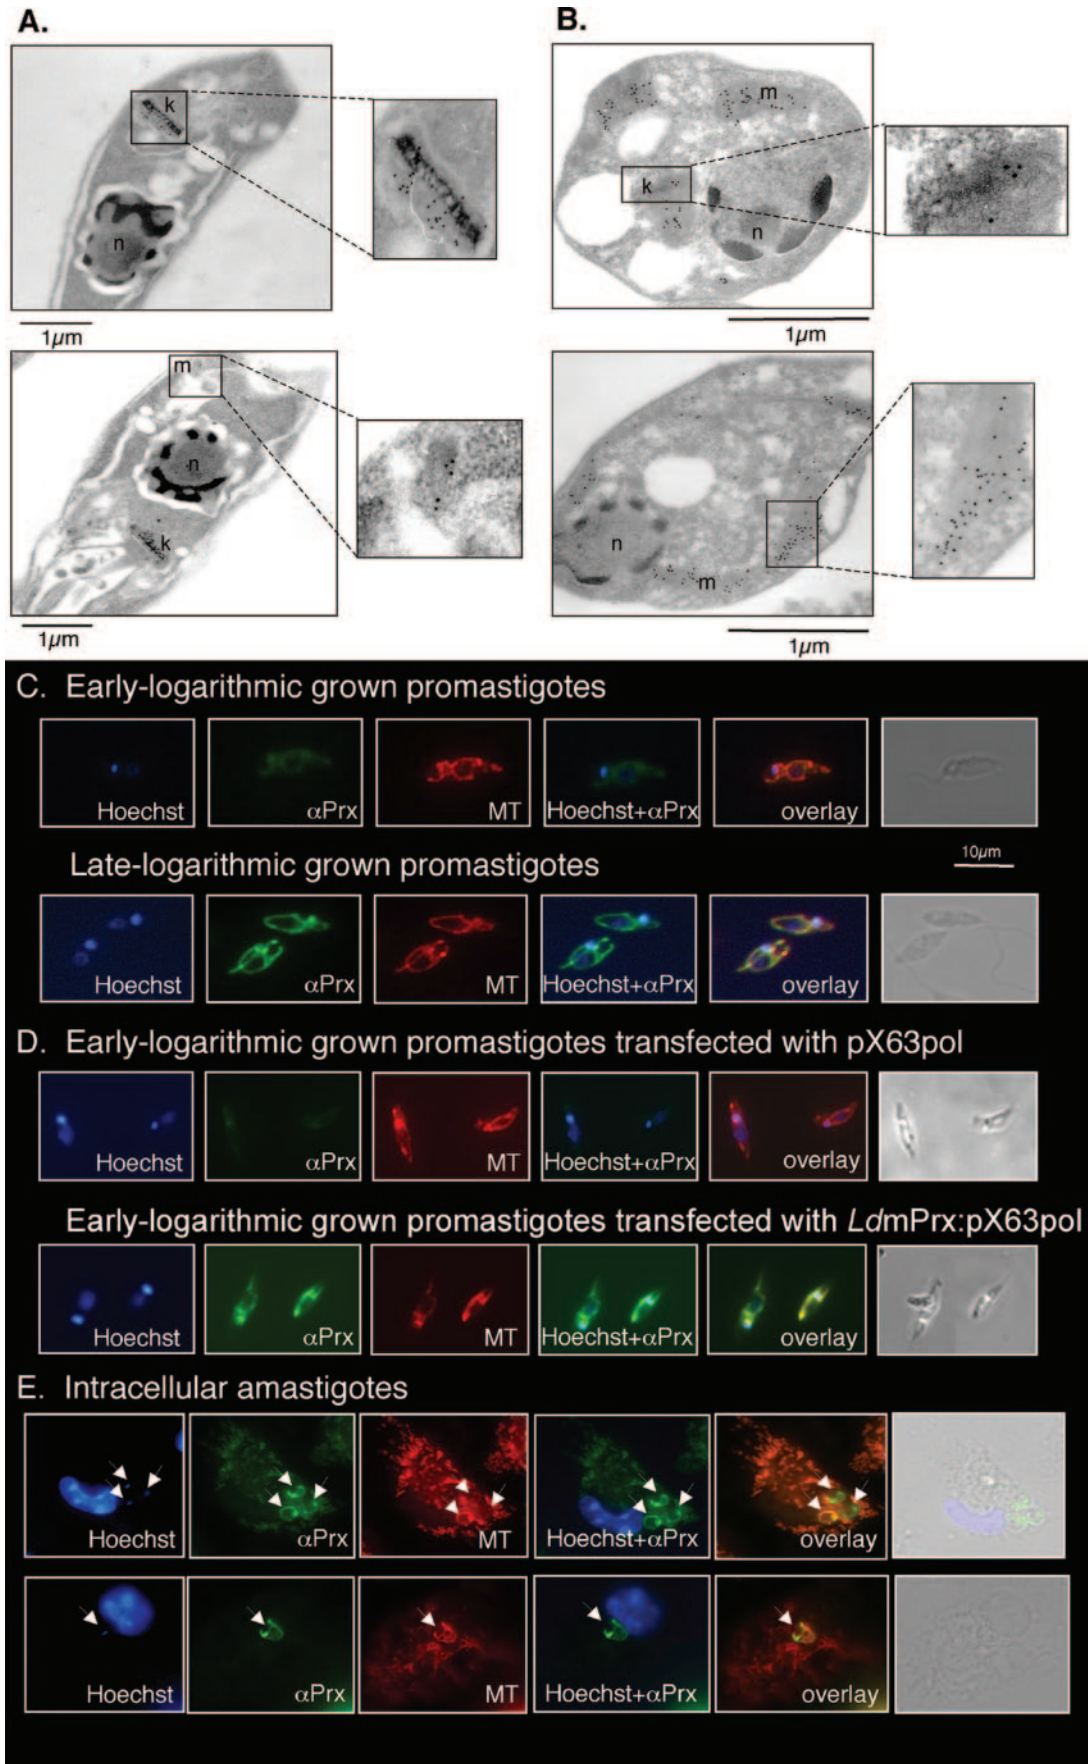 A.
B.
k
n
1µm
m
k
n
1µm
m
n
k
1µm
n
m
1µm
C. Early-logarithmic grown promastigotes
Hoechst
αPrx
MT
Hoechst+αPrx
overlay
Late-logarithmic grown promastigotes
10µm
Hoechst
αPrx
MT
Hoechst+αPrx
overlay
D. Early-logarithmic grown promastigotes transfected with pX63pol
Hoechst
αPrx
MT
Hoechst+αPrx
overlay
Early-logarithmic grown promastigotes transfected with LdmPrx:pX63pol
Hoechst
αPrx
MT
Hoechst+αPrx
overlay
E. Intracellular amastigotes
Hoechst
αPrx
MT
Hoechst+αPrx
overlay
Hoechst
αPrx
MT
Hoechst+αPrx
overlay